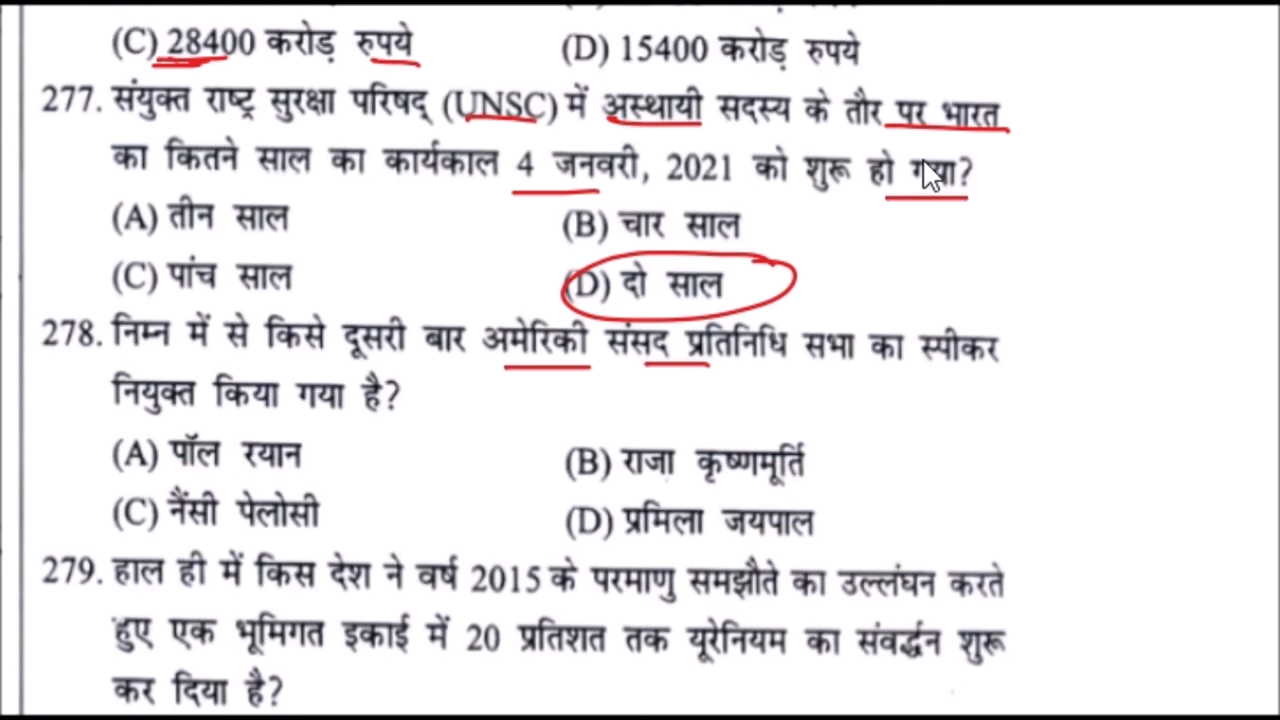 (C) 28400 करोड़ रुपये (D) 15400 करोड़ रुपये
277. संयुक्त राष्ट्र सुरक्षा परिषद् (UNSC) में अस्थायी सदस्य के तौर पर भारत
का कितने साल का कार्यकाल 4 जनवरी, 2021 को शुरू हो गया?
(A) तीन साल (B) चार साल
(C) पांच साल (D) दो साल
278. निम्न में से किसे दूसरी बार अमेरिकी संसद प्रतिनिधि सभा का स्पीकर
नियुक्त किया गया है?
(A) पॉल रयान (B) राजा कृष्णमूर्ति
(C) नैंसी पेलोसी (D) प्रमिला जयपाल
279. हाल ही में किस देश ने वर्ष 2015 के परमाणु समझौते का उल्लंघन करते
हुए एक भूमिगत इकाई में 20 प्रतिशत तक यूरेनियम का संवर्द्धन शुरू
कर दिया है?